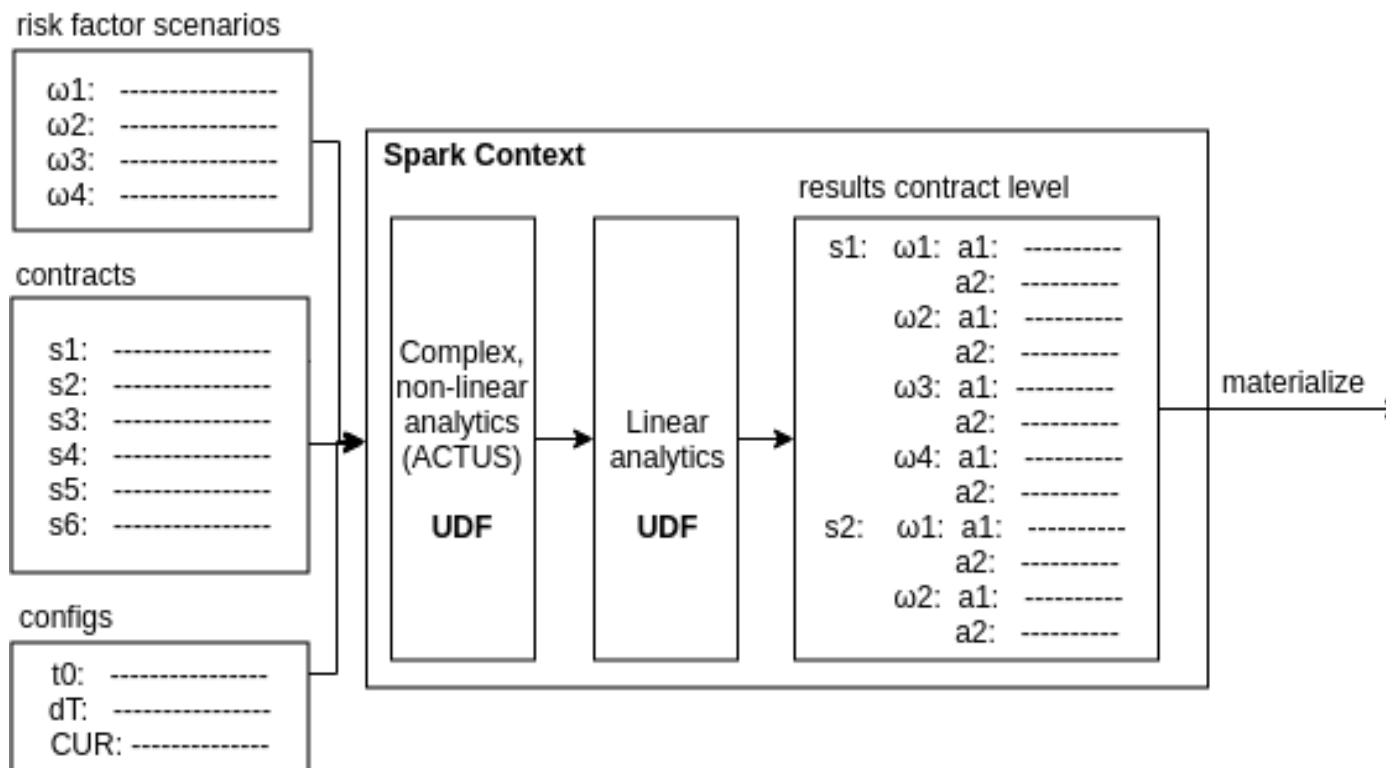 risk factor scenarios
ω1: ----------------
ω2: ----------------
ω3: ----------------
ω4: ----------------
contracts
s1: ----------------
s2: ----------------
s3: ----------------
s4: ----------------
s5: ----------------
s6: ----------------
configs
t0: ----------------
dT: ----------------
CUR: --------------
Spark Context
Complex,
non-linear
analytics
(ACTUS)
UDF
Linear
analytics
UDF
results contract level
s1: ω1: a1: ----------
a2: ----------
ω2: a1: ----------
a2: ----------
ω3: a1: ----------
a2: ----------
ω4: a1: ----------
a2: ----------
s2: ω1: a1: ----------
a2: ----------
ω2: a1: ----------
a2: ----------
materialize